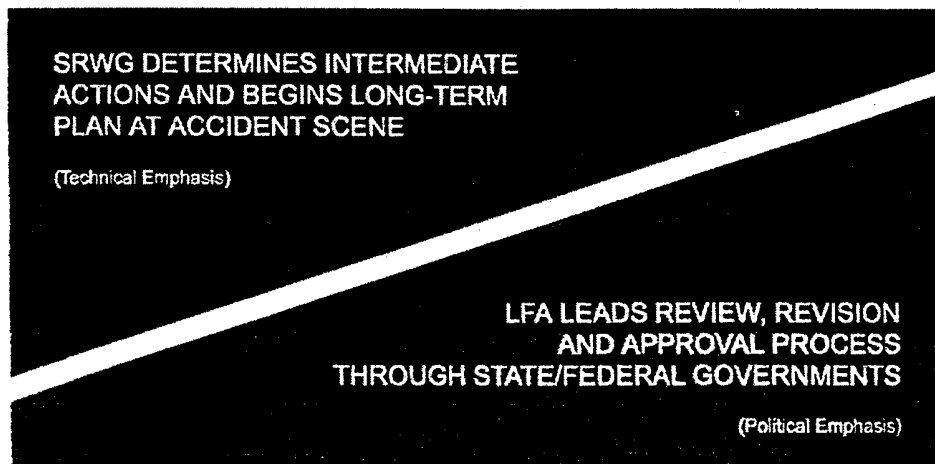 SRWG DETERMINES INTERMEDIATE
ACTIONS AND BEGINS LONG-TERM
PLAN AT ACCIDENT SCENE
(Technical Emphasis)
LFA LEADS REVIEW, REVISION
AND APPROVAL PROCESS
THROUGH STATE/FEDERAL GOVERNMENTS
(Political Emphasis)